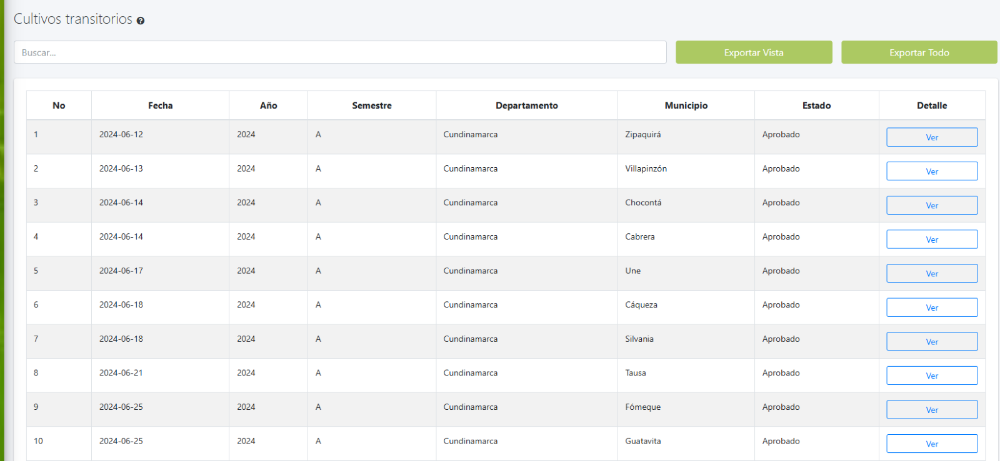 Cultivos transitorios ?
Buscar... Exportar Vista Exportar Todo
No Fecha Año Semestre Departamento Municipio Estado Detalle
1 2024-06-12 2024 A Cundinamarca Zipaquirá Aprobado Ver
2 2024-06-13 2024 A Cundinamarca Villapinzón Aprobado Ver
3 2024-06-14 2024 A Cundinamarca Chocontá Aprobado Ver
4 2024-06-14 2024 A Cundinamarca Cabrera Aprobado Ver
5 2024-06-17 2024 A Cundinamarca Une Aprobado Ver
6 2024-06-18 2024 A Cundinamarca Cáqueza Aprobado Ver
7 2024-06-18 2024 A Cundinamarca Silvania Aprobado Ver
8 2024-06-21 2024 A Cundinamarca Tausa Aprobado Ver
9 2024-06-25 2024 A Cundinamarca Fómeque Aprobado Ver
10 2024-06-25 2024 A Cundinamarca Guatavita Aprobado Ver